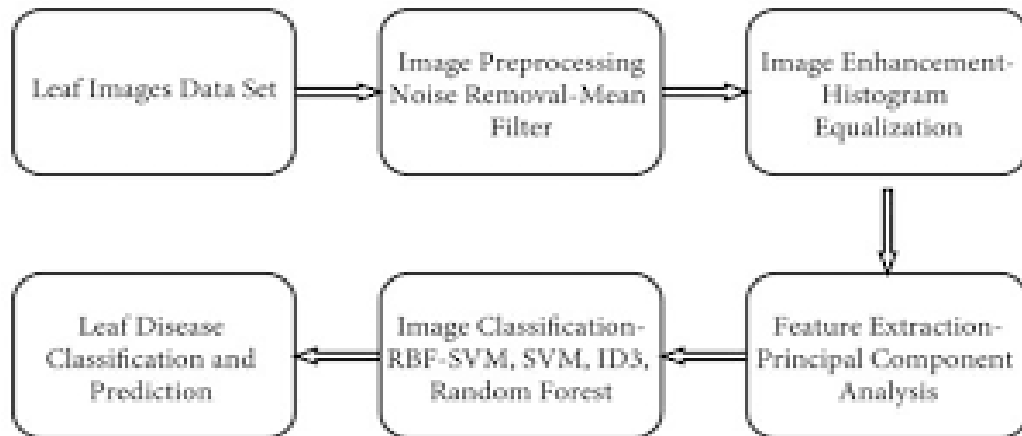 Leaf Images Data Set
Image Preprocessing
Noise Removal-Mean
Filter
Image Enhancement-
Histogram
Equalization
Feature Extraction-
Principal Component
Analysis
Image Classification-
RBF-SVM, SVM, ID3,
Random Forest
Leaf Disease
Classification and
Prediction